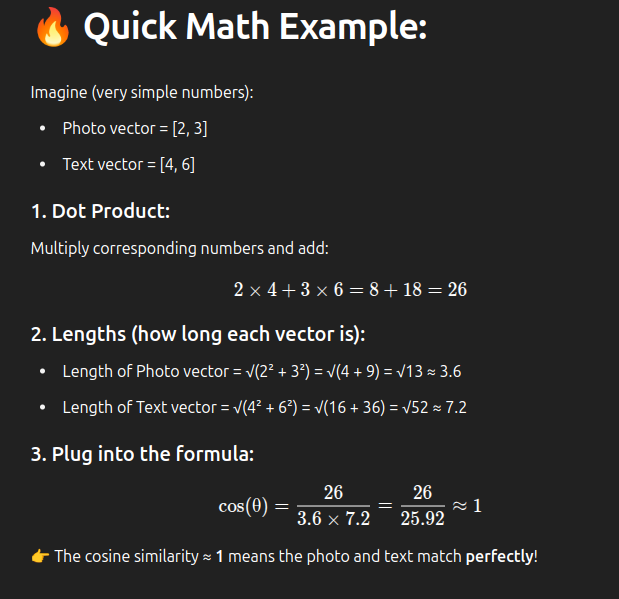 🔥 Quick Math Example:
Imagine (very simple numbers):
• Photo vector = [2, 3]
• Text vector = [4, 6]
1. Dot Product:
Multiply corresponding numbers and add:
2 × 4 + 3 × 6 = 8 + 18 = 26
2. Lengths (how long each vector is):
• Length of Photo vector = √(2² + 3²) = √(4 + 9) = √13 ≈ 3.6
• Length of Text vector = √(4² + 6²) = √(16 + 36) = √52 ≈ 7.2
3. Plug into the formula:
cos(θ) = 26 / (3.6 × 7.2) = 26 / 25.92 ≈ 1
👉 The cosine similarity ≈ 1 means the photo and text match perfectly!